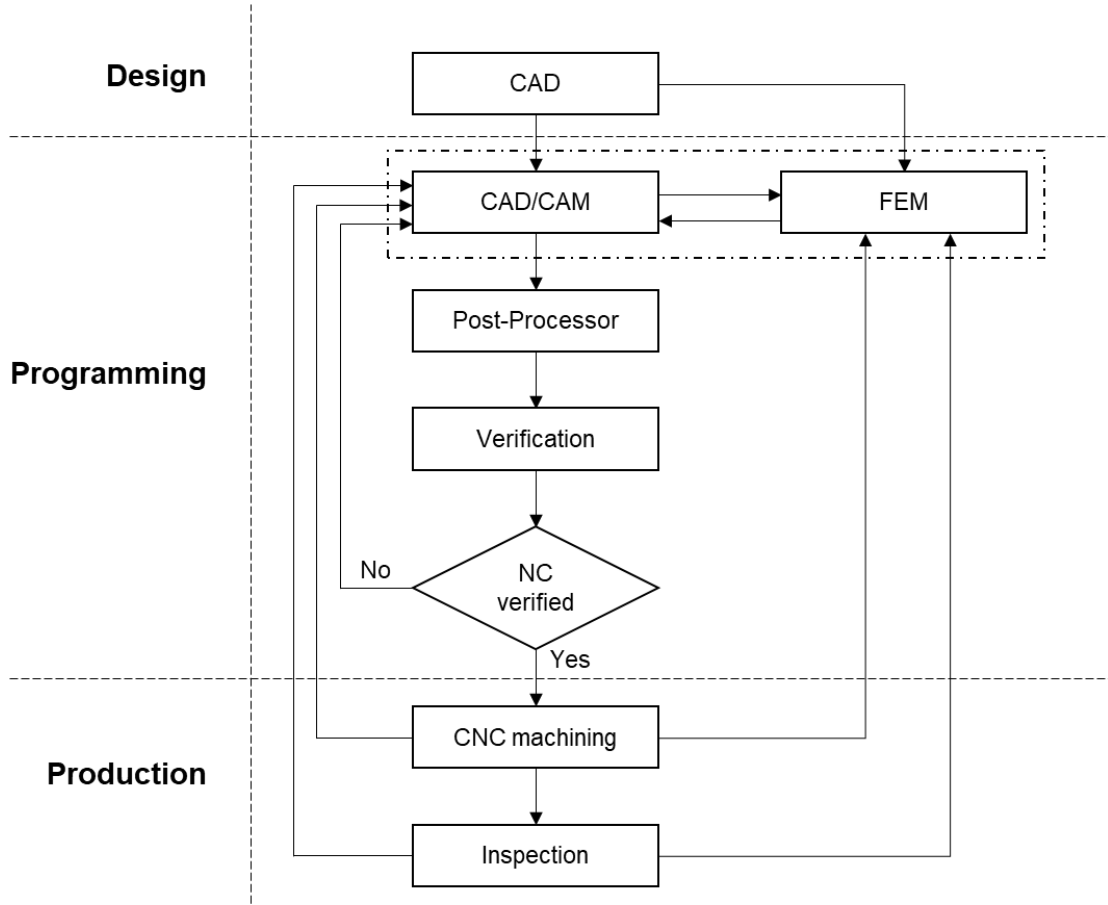 Design
CAD
Programming
CAD/CAM
FEM
Post-Processor
Verification
No
NC
verified
Yes
Production
CNC machining
Inspection